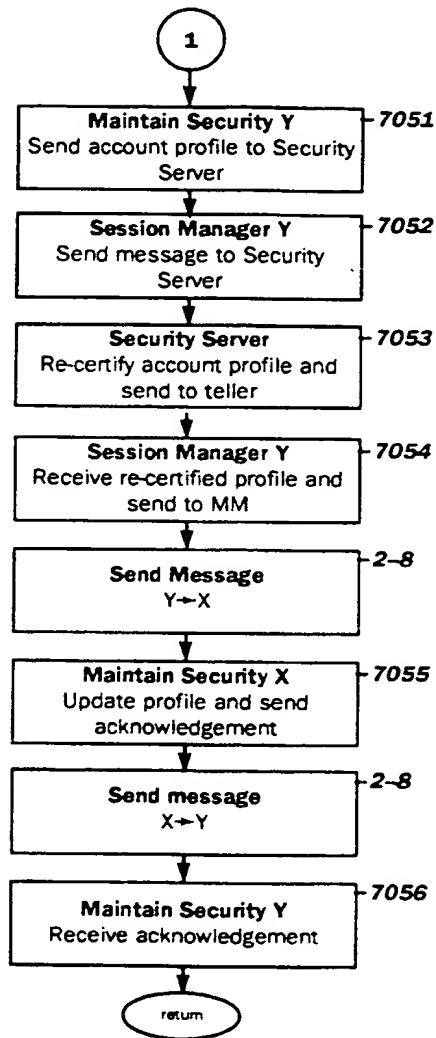 1
Maintain Security Y
7051
Send account profile to Security
Server
Session Manager Y
7052
Send message to Security
Server
Security Server
7053
Re-certify account profile and
send to teller
Session Manager Y
7054
Receive re-certified profile and
send to MM
2-8
Send Message
Y→X
Maintain Security X
7055
Update profile and send
acknowledgement
2-8
Send message
X→Y
7056
Maintain Security Y
Receive acknowledgement
return